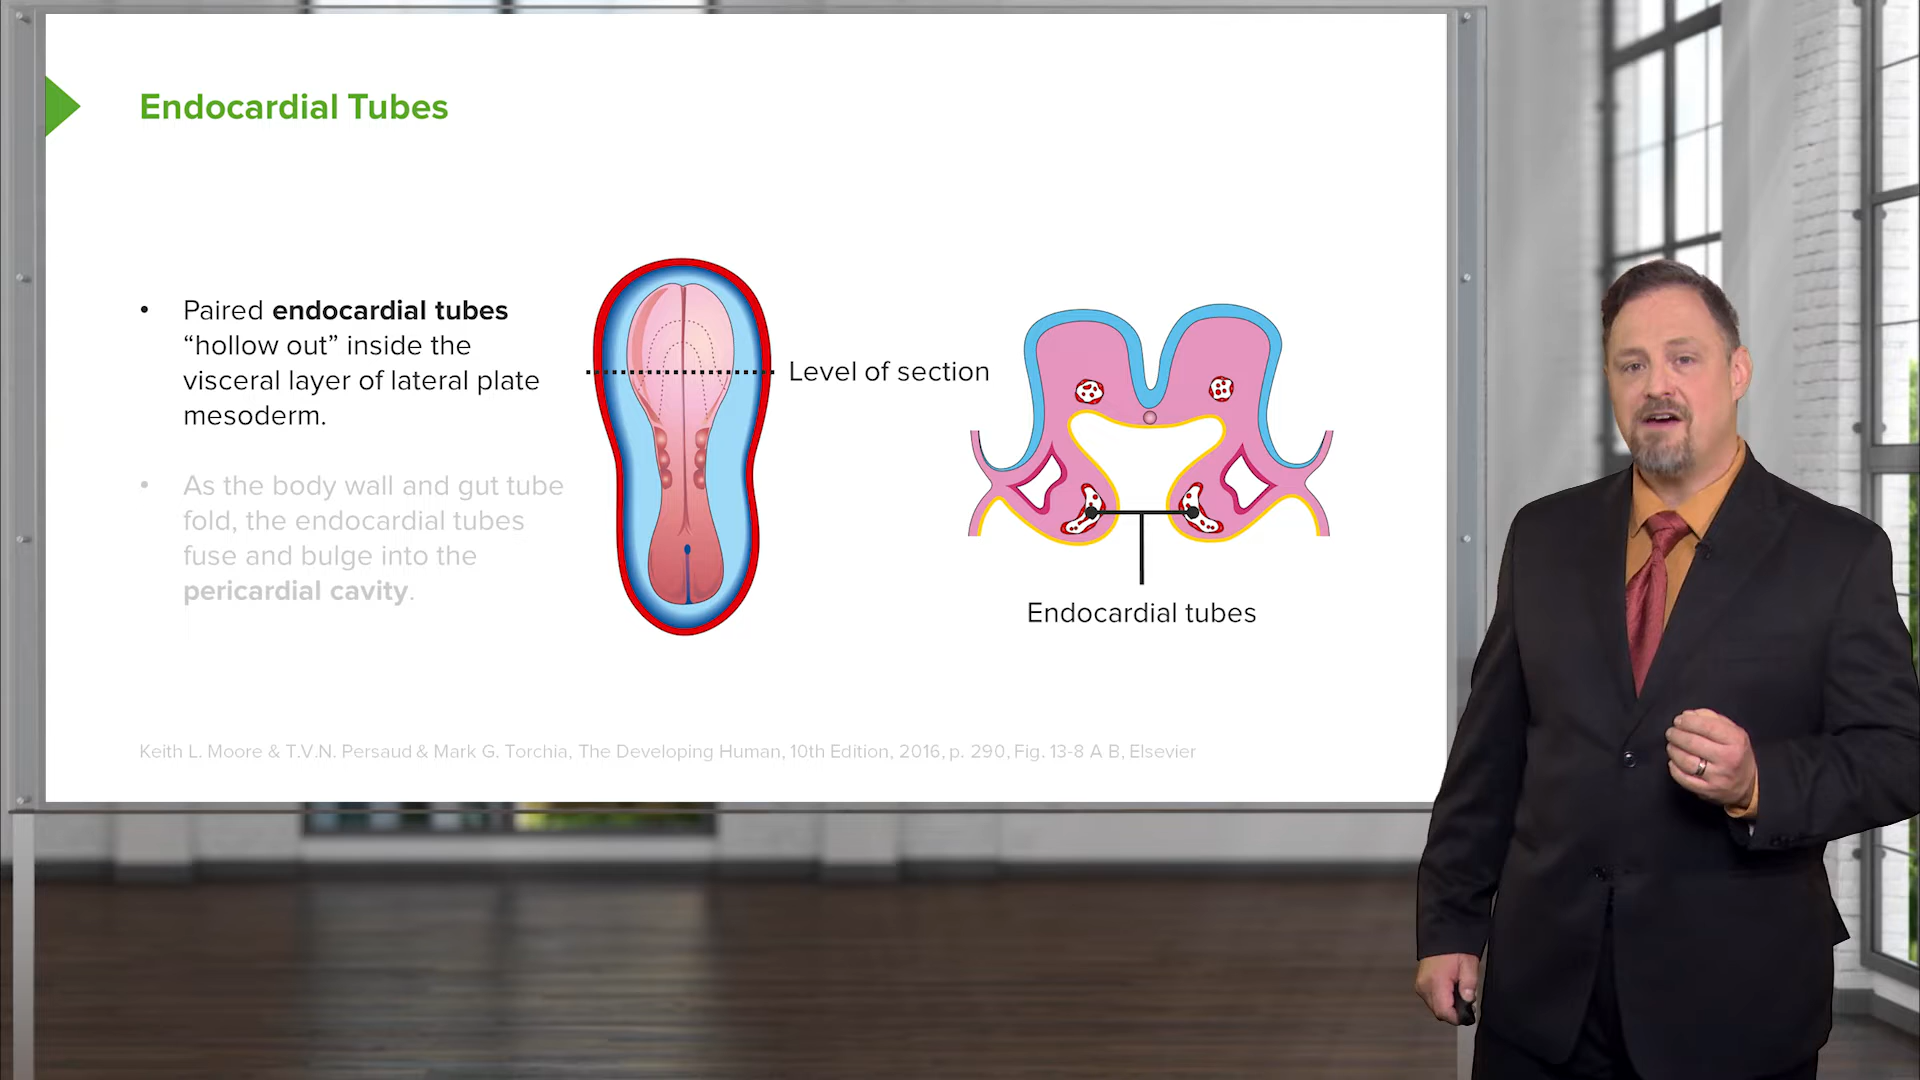 Endocardial Tubes
• Paired endocardial tubes
“hollow out” inside the
visceral layer of lateral plate
mesoderm.
• As the body wall and gut tube
fold, the endocardial tubes
fuse and bulge into the
pericardial cavity.
Level of section
Endocardial tubes
Keith L. Moore & T.V.N. Persaud & Mark G. Torchia, The Developing Human, 10th Edition, 2016, p. 290, Fig. 13-8 A B, Elsevier